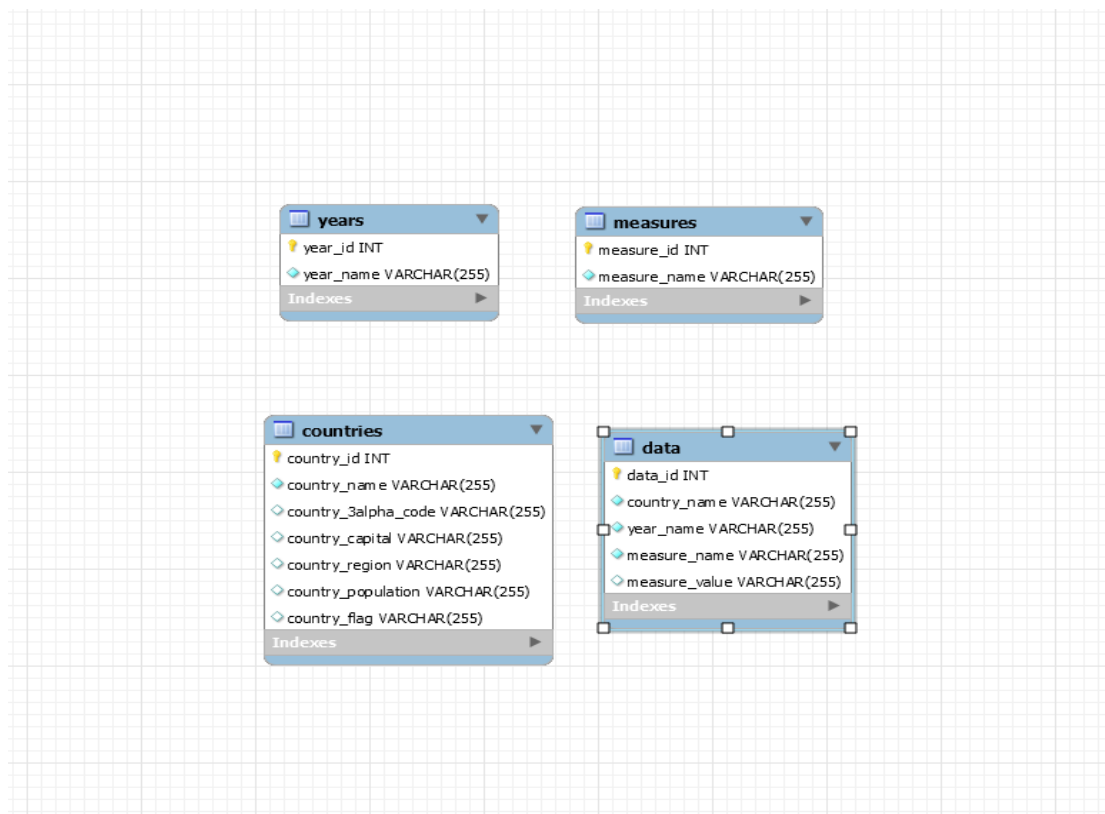 years
year_id INT
year_name VARCHAR(255)
Indexes
measures
measure_id INT
measure_name VARCHAR(255)
Indexes
countries
country_id INT
country_name VARCHAR(255)
country_3alpha_code VARCHAR(255)
country_capital VARCHAR(255)
country_region VARCHAR(255)
country_population VARCHAR(255)
country_flag VARCHAR(255)
Indexes
data
data_id INT
country_name VARCHAR(255)
year_name VARCHAR(255)
measure_name VARCHAR(255)
measure_value VARCHAR(255)
Indexes